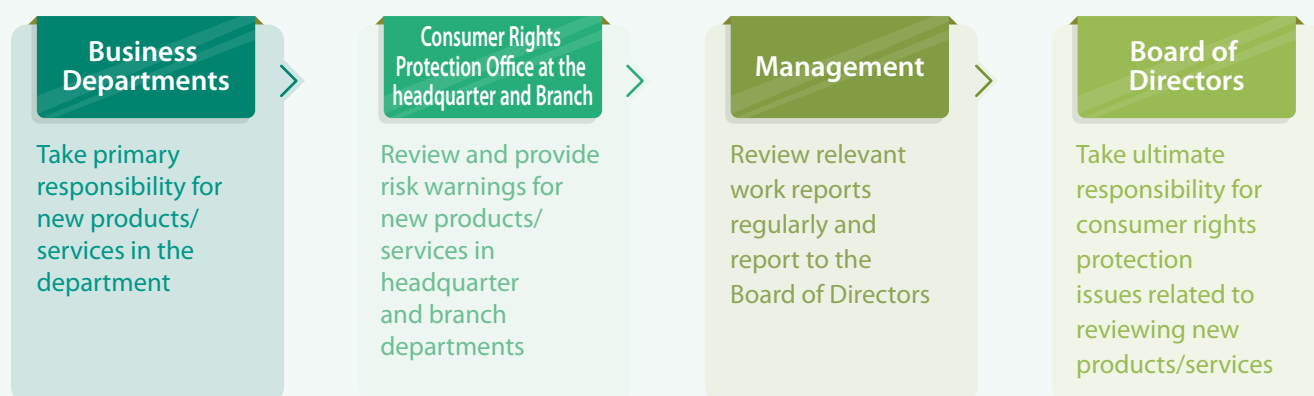 Business
Departments
Take primary
responsibility for
new products/
services in the
department
Consumer Rights
Protection Office at the
headquarter and Branch
Review and provide
risk warnings for
new products/
services in
headquarter
and branch
departments
Management
Review relevant
work reports
regularly and
report to the
Board of Directors
Board of
Directors
Take ultimate
responsibility for
consumer rights
protection
issues related to
reviewing new
products/services